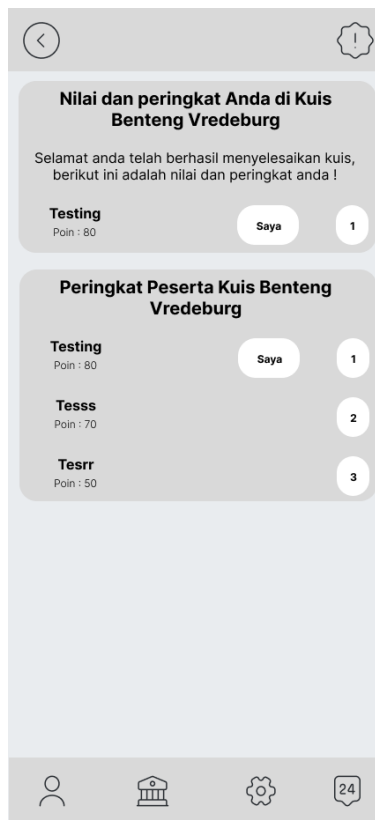 Nilai dan peringkat Anda di Kuis
Benteng Vredeburg
Selamat anda telah berhasil menyelesaikan kuis,
berikut ini adalah nilai dan peringkat anda !
Testing
Poin : 80
Saya
1
Peringkat Peserta Kuis Benteng
Vredeburg
Testing
Poin : 80
Saya
1
Tesss
Poin : 70
2
Tesrr
Poin : 50
3
24